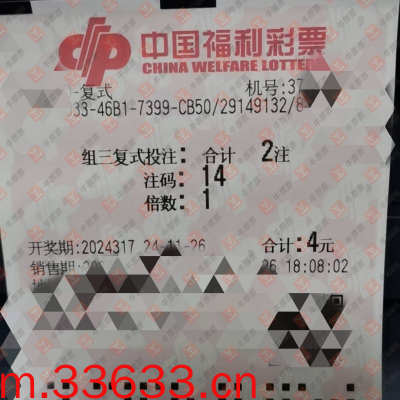 中国福利彩票
CHINA WELFARE LOTTERY
-复式 机号:37
33-46B1-7399-CB50/29149132/8
组三复式投注: 合计 2注
注码: 14
倍数: 1
开奖期:2024317 24-11-26 合计:4元
销售期:20 26 18:08:02
m.33633.cn